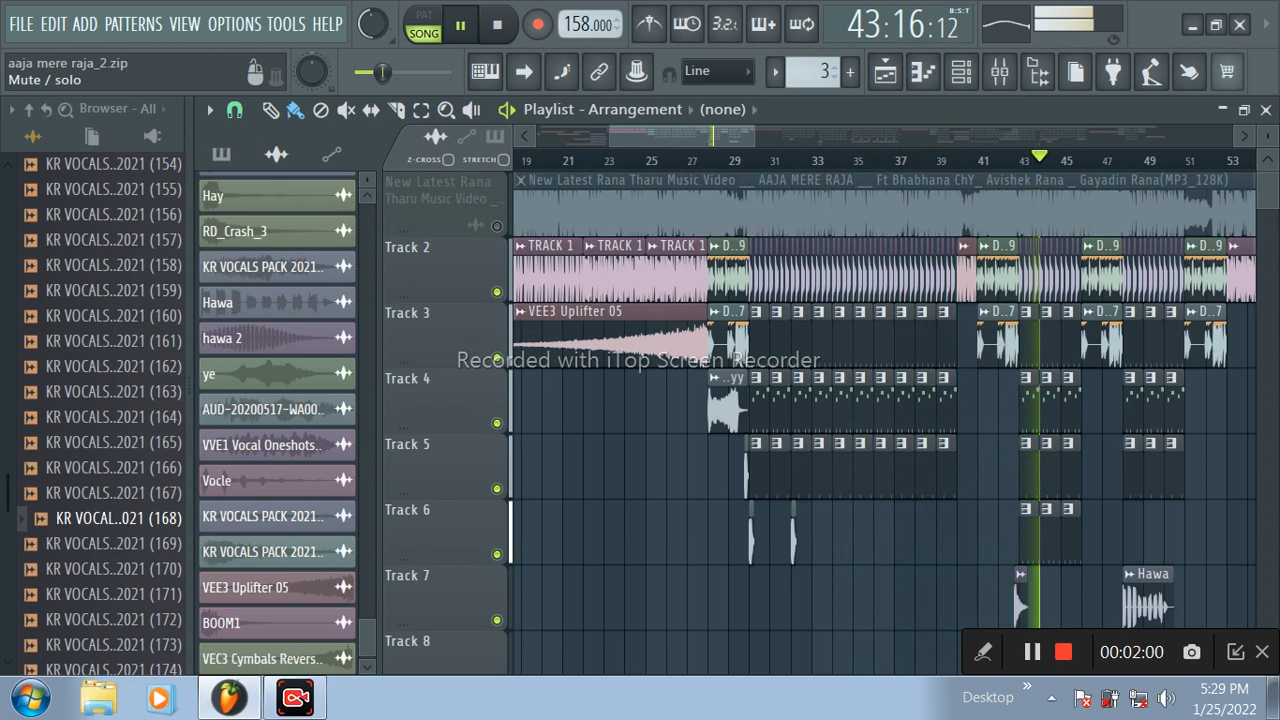 FILE EDIT ADD PATTERNS VIEW OPTIONS TOOLS HELP
PAT
SONG
158.000
3.2.ı
43:16:12
B:S:T
aaja mere raja_2.zip
Mute / solo
Line
3
Browser - All
Playlist - Arrangement
(none)
Z-CROSS
STRETCH
19 21 23 25 27 29 31 33 35 37 39 41 43 45 47 49 51 53
New Latest Rana
Tharu Music Video _
New Latest Rana Tharu Music Video __ AAJA MERE RAJA __ Ft Bhabhana ChY_ Avishek Rana _ Gayadin Rana(MP3_128K)
KR VOCALS..2021 (154)
KR VOCALS..2021 (155)
KR VOCALS..2021 (156)
KR VOCALS..2021 (157)
KR VOCALS..2021 (158)
KR VOCALS..2021 (159)
KR VOCALS..2021 (160)
KR VOCALS..2021 (161)
KR VOCALS..2021 (162)
KR VOCALS..2021 (163)
KR VOCALS..2021 (164)
KR VOCALS..2021 (165)
KR VOCALS..2021 (166)
KR VOCALS..2021 (167)
KR VOCAL..021 (168)
KR VOCALS..2021 (169)
KR VOCALS..2021 (170)
KR VOCALS..2021 (171)
KR VOCALS..2021 (172)
KR VOCALS..2021 (173)
KR VOCALS..2021 (174)
Hay
RD_Crash_3
KR VOCALS PACK 2021..
Hawa
hawa 2
ye
AUD-20200517-WA00..
VVE1 Vocal Oneshots..
Vocle
KR VOCALS PACK 2021..
KR VOCALS PACK 2021..
VEE3 Uplifter 05
BOOM1
VEC3 Cymbals Revers..
Track 2
TRACK 1 TRACK 1 TRACK 1 D..9 D..9 D..9 D..9
Track 3
VEE3 Uplifter 05 D..7 D..7 D..7 D..7
Recorded with iTop Screen Recorder
Track 4
..yy
Track 5
Track 6
Track 7
Hawa
Track 8
00:02:00
Desktop
5:29 PM
1/25/2022